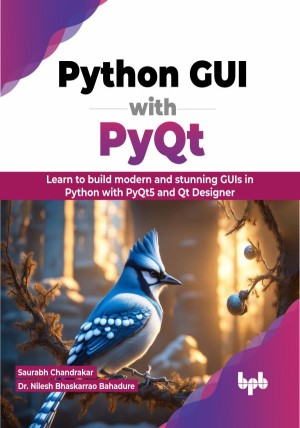 Python GUI
with
PyQt
Learn to build modern and stunning GUIs in
Python with PyQt5 and Qt Designer
Saurabh Chandrakar
Dr. Nilesh Bhaskarrao Bahadure
bpb